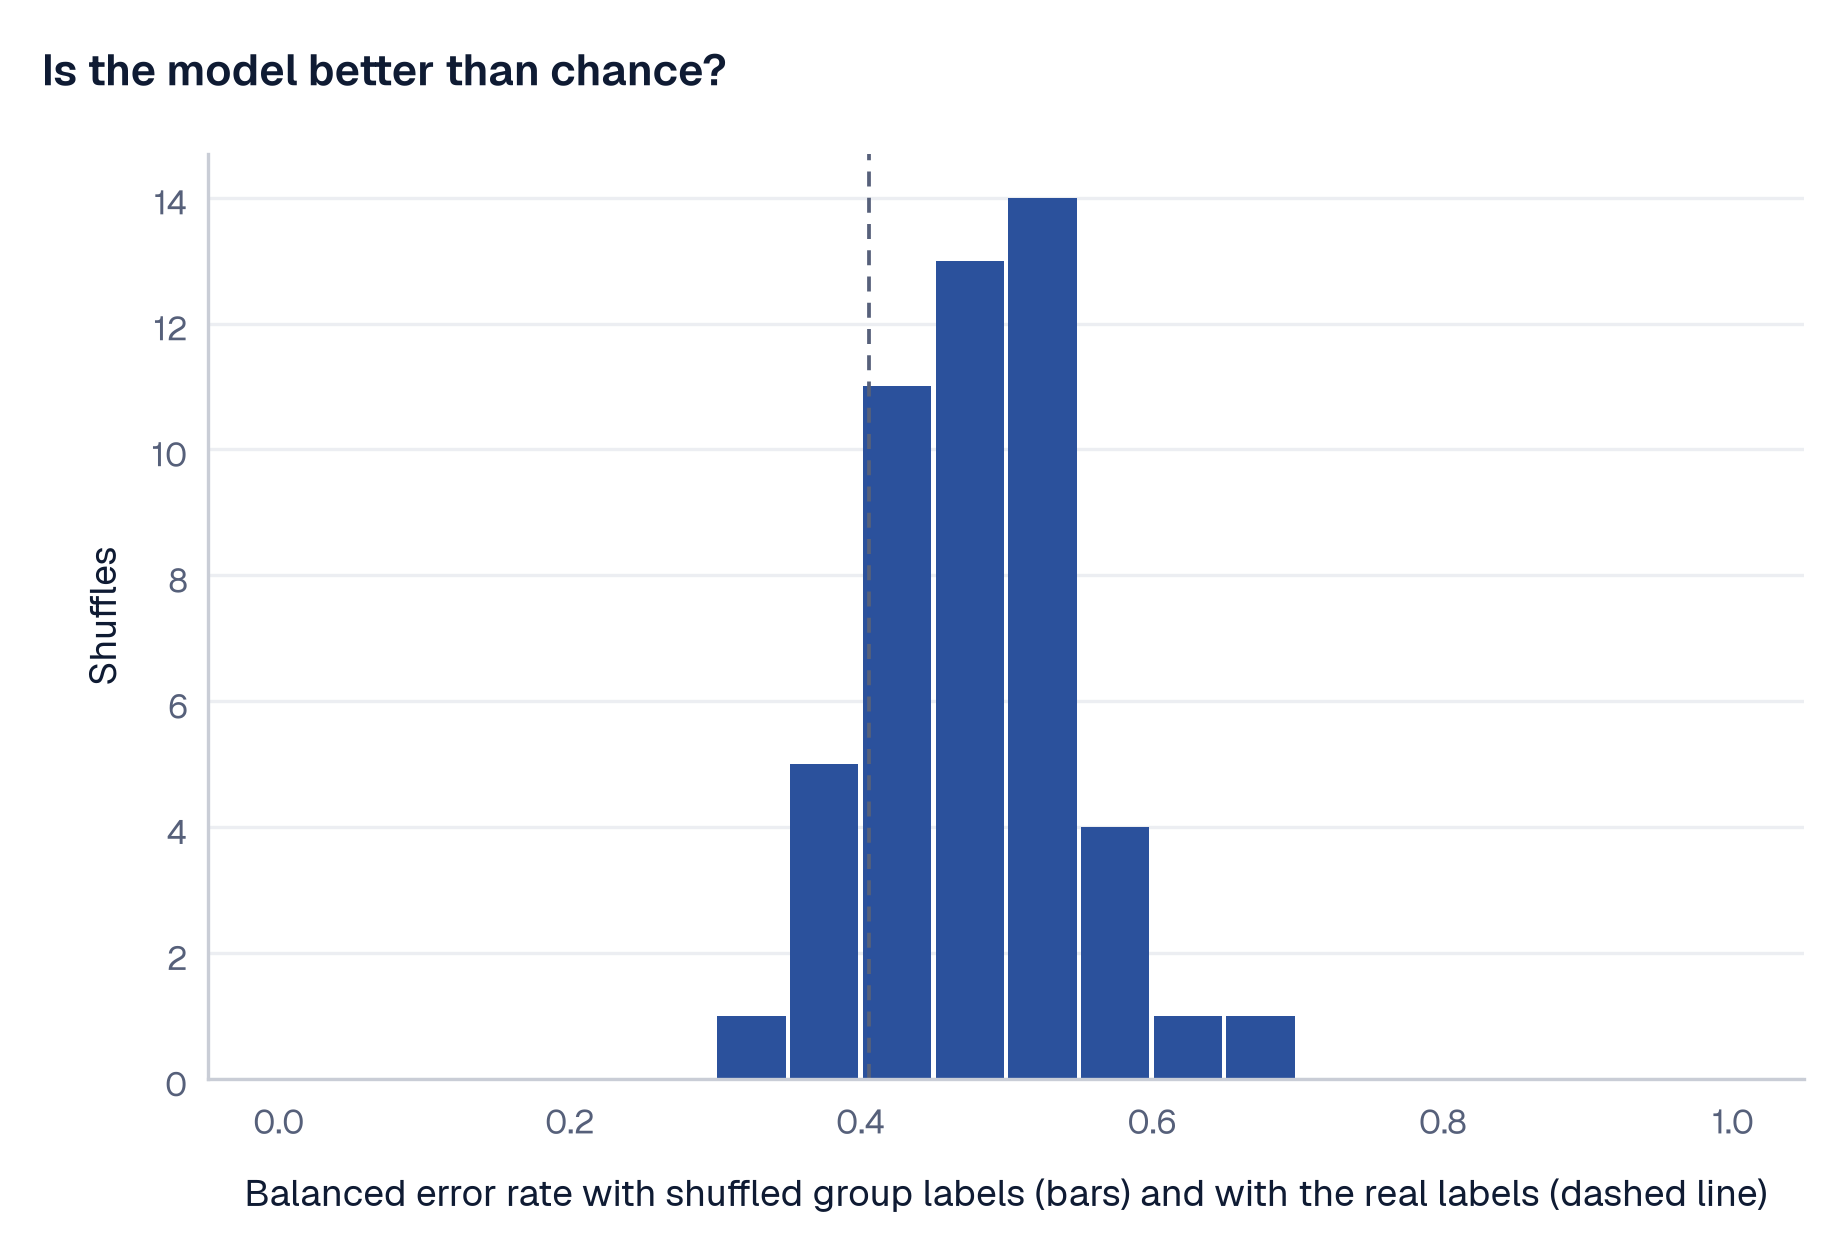 Is the model better than chance?
14
12
10
8
6
4
2
0
Shuffles
0.0 0.2 0.4 0.6 0.8 1.0
Balanced error rate with shuffled group labels (bars) and with the real labels (dashed line)